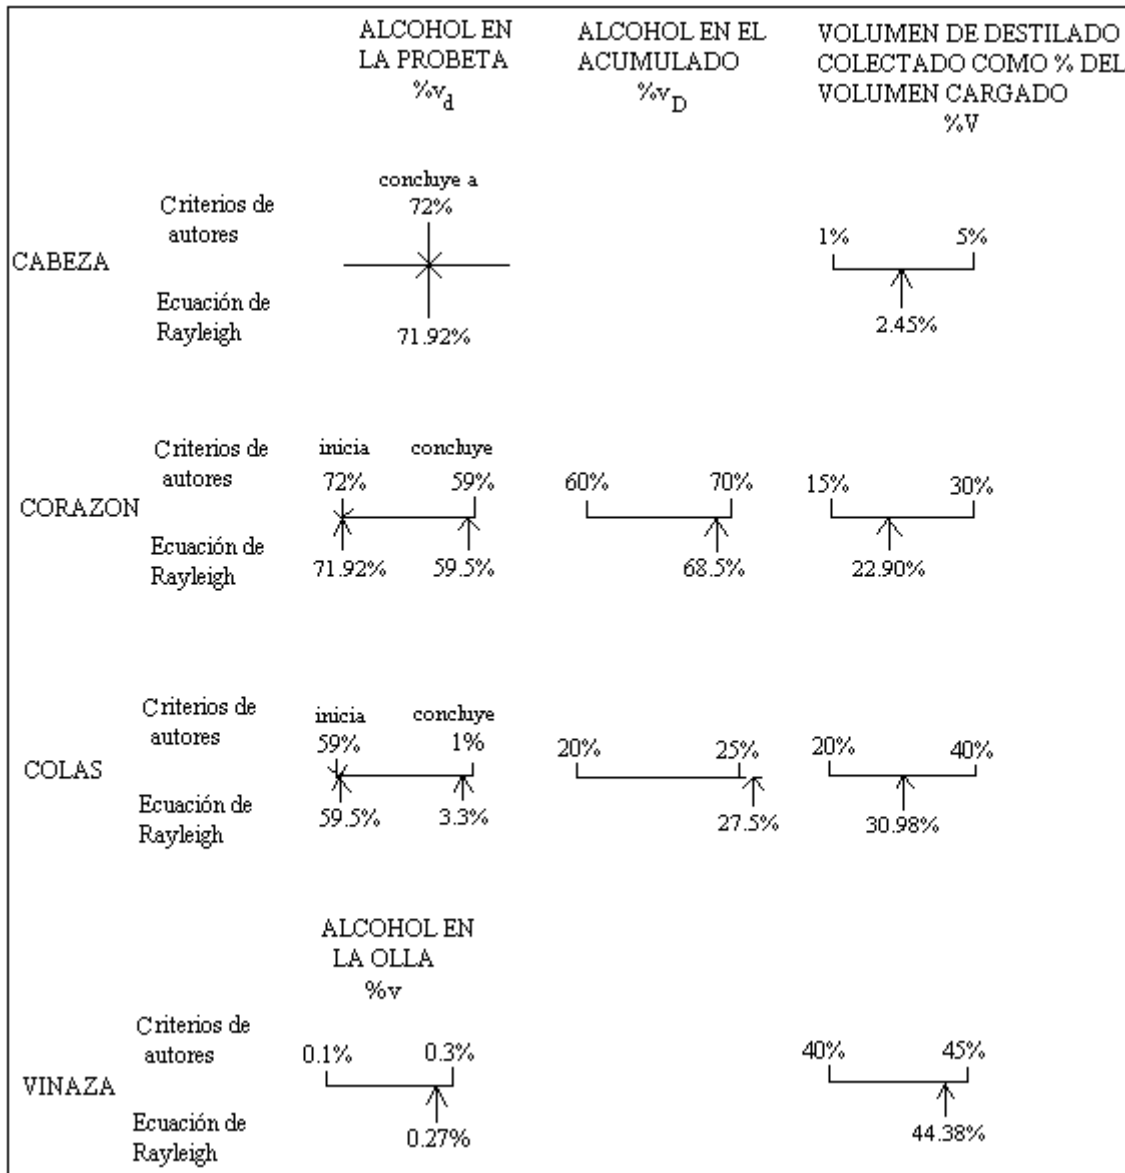 ALCOHOL EN
LA PROBETA
%v_d
ALCOHOL EN EL
ACUMULADO
%v_D
VOLUMEN DE DESTILADO
COLECTADO COMO % DEL
VOLUMEN CARGADO
%V
CABEZA
Criterios de
autores
concluye a
72%
1% 5%
Ecuación de
Rayleigh
71.92%
2.45%
CORAZON
Criterios de
autores
inicia concluye
72% 59%
60% 70%
15% 30%
Ecuación de
Rayleigh
71.92% 59.5%
68.5%
22.90%
COLAS
Criterios de
autores
inicia concluye
59% 1%
20% 25%
20% 40%
Ecuación de
Rayleigh
59.5% 3.3%
27.5%
30.98%
ALCOHOL EN
LA OLLA
%v
VINAZA
Criterios de
autores
0.1% 0.3%
40% 45%
Ecuación de
Rayleigh
0.27%
44.38%